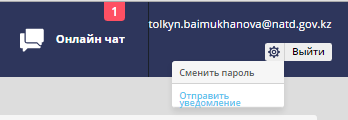 1
tolkyn.baimukhanova@natd.gov.kz
Онлайн чат
Выйти
Сменить пароль
Отправить
уведомление